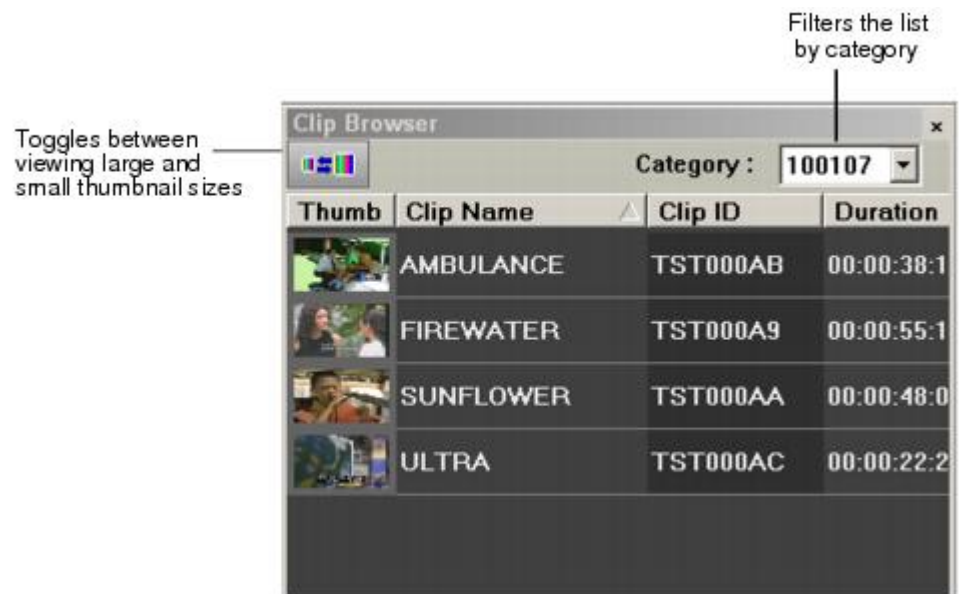 Filters the list
by category
Toggles between
viewing large and
small thumbnail sizes
Clip Browser
Category :
100107
Thumb Clip Name Clip ID Duration
AMBULANCE TST000AB 00:00:38:1
FIREWATER TST000A9 00:00:55:1
SUNFLOWER TST000AA 00:00:48:0
ULTRA TST000AC 00:00:22:2